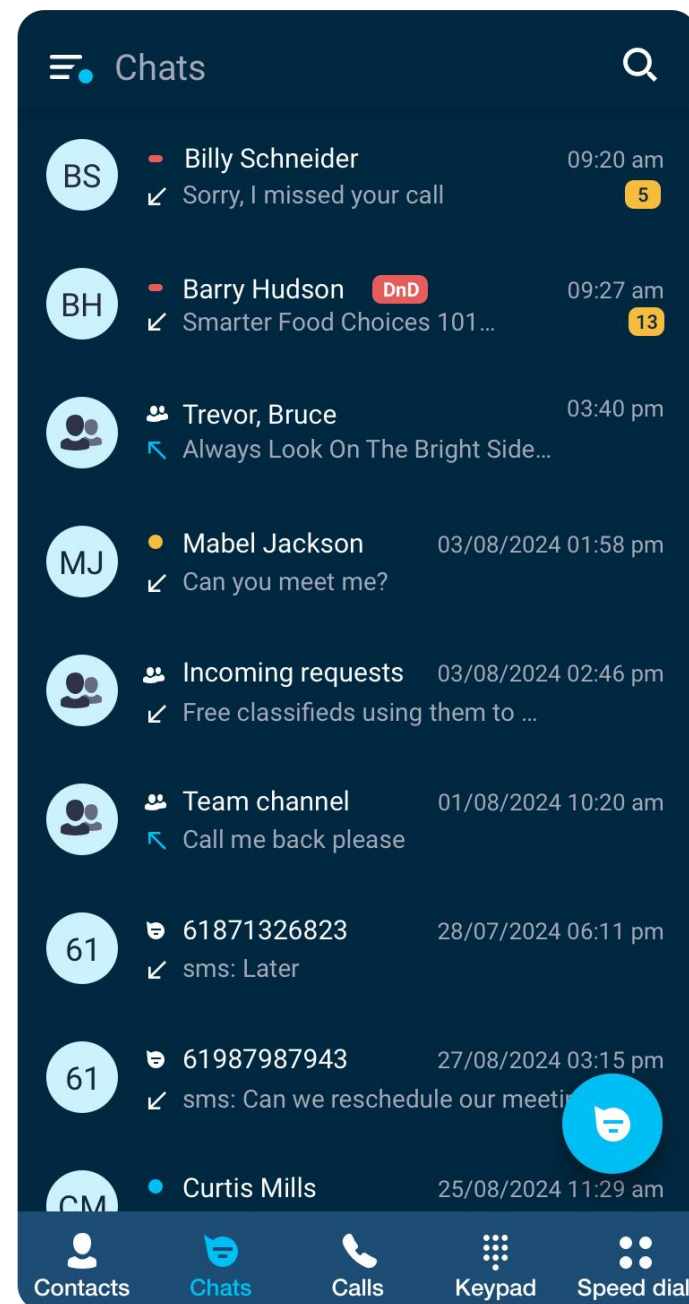 Chats
BS
Billy Schneider
09:20 am
Sorry, I missed your call
5
BH
Barry Hudson
DnD
09:27 am
Smarter Food Choices 101…
13
Trevor, Bruce
03:40 pm
Always Look On The Bright Side…
MJ
Mabel Jackson
03/08/2024 01:58 pm
Can you meet me?
Incoming requests
03/08/2024 02:46 pm
Free classifieds using them to …
Team channel
01/08/2024 10:20 am
Call me back please
61
61871326823
28/07/2024 06:11 pm
sms: Later
61
61987987943
27/08/2024 03:15 pm
sms: Can we reschedule our
CM
Curtis Mills
25/08/2024 11:29 am
Contacts
Chats
Calls
Keypad
Speed dial